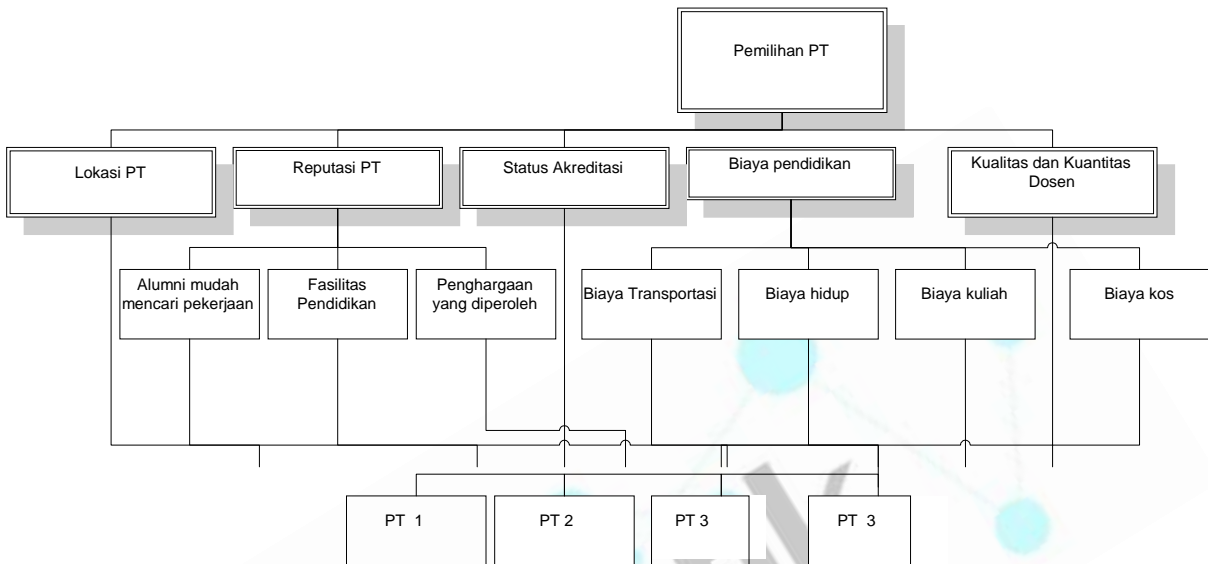 Pemilihan PT
Lokasi PT
Reputasi PT
Status Akreditasi
Biaya pendidikan
Kualitas dan Kuantitas
Dosen
Alumni mudah
mencari pekerjaan
Fasilitas
Pendidikan
Penghargaan
yang diperoleh
Biaya Transportasi
Biaya hidup
Biaya kuliah
Biaya kos
PT 1
PT 2
PT 3
PT 3